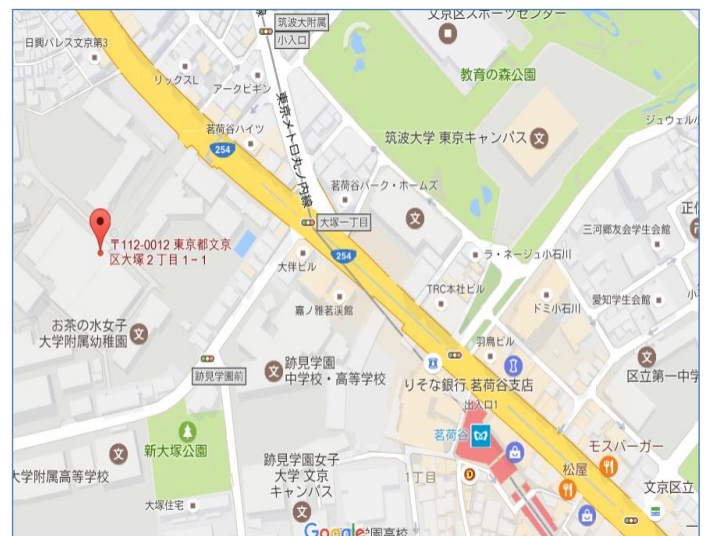 筑波大附属
小入口
文京区スポーツセンター
日興パレス文京第3
教育の森公園
リックスL
アークビギン
ジュウェル
茗荷谷ハイツ
254
東京メトロ丸ノ内線
筑波大学 東京キャンパス
文
茗荷谷パーク・ホームズ
文
大塚一丁目
三河郷友会学生会館
〒112-0012 東京都文京
区大塚2丁目1-1
254
大伴ビル
ラ・ネージュ小石川
TRC本社ビル
嘉ノ雅茗渓館
ドミ小石川
愛知学生会館
お茶の水女子
大学附属幼稚園
文
羽鳥ビル
跡見学園前
跡見学園
中学校・高等学校
文
りそな銀行 茗荷谷支店
文
区立第一中学
出入口1
茗荷谷
新大塚公園
モスバーガー
松屋
大学附属高等学校
文
跡見学園女子
大学 文京
キャンパス
文
1丁目
文京区立
大塚住宅
Google
学園高校